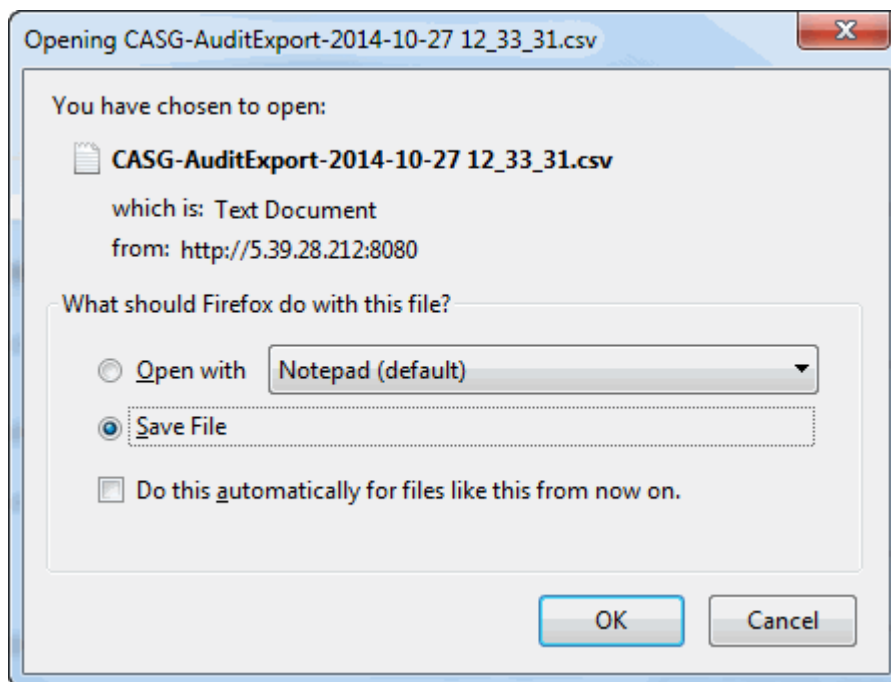 Opening CASG-AuditExport-2014-10-27 12_33_31.csv
You have chosen to open:
CASG-AuditExport-2014-10-27 12_33_31.csv
which is: Text Document
from: http://5.39.28.212:8080
What should Firefox do with this file?
Open with Notepad (default)
Save File
Do this automatically for files like this from now on.
OK Cancel